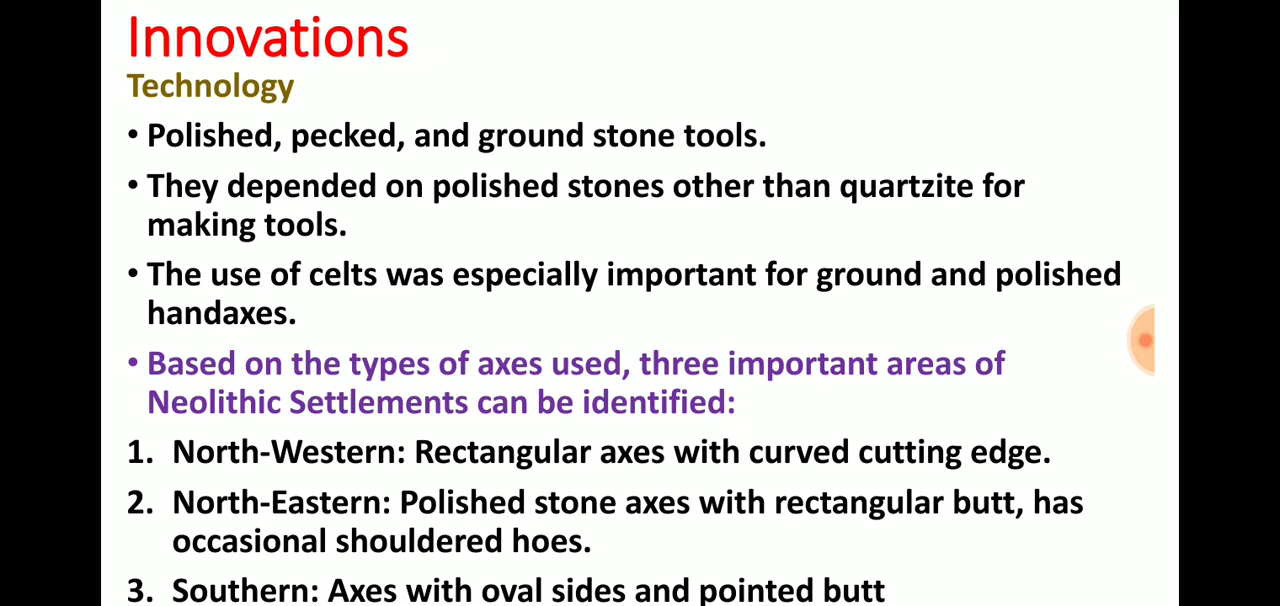 Innovations
Technology
• Polished, pecked, and ground stone tools.
• They depended on polished stones other than quartzite for
making tools.
• The use of celts was especially important for ground and polished
handaxes.
• Based on the types of axes used, three important areas of
Neolithic Settlements can be identified:
1. North-Western: Rectangular axes with curved cutting edge.
2. North-Eastern: Polished stone axes with rectangular butt, has
occasional shouldered hoes.
3. Southern: Axes with oval sides and pointed butt